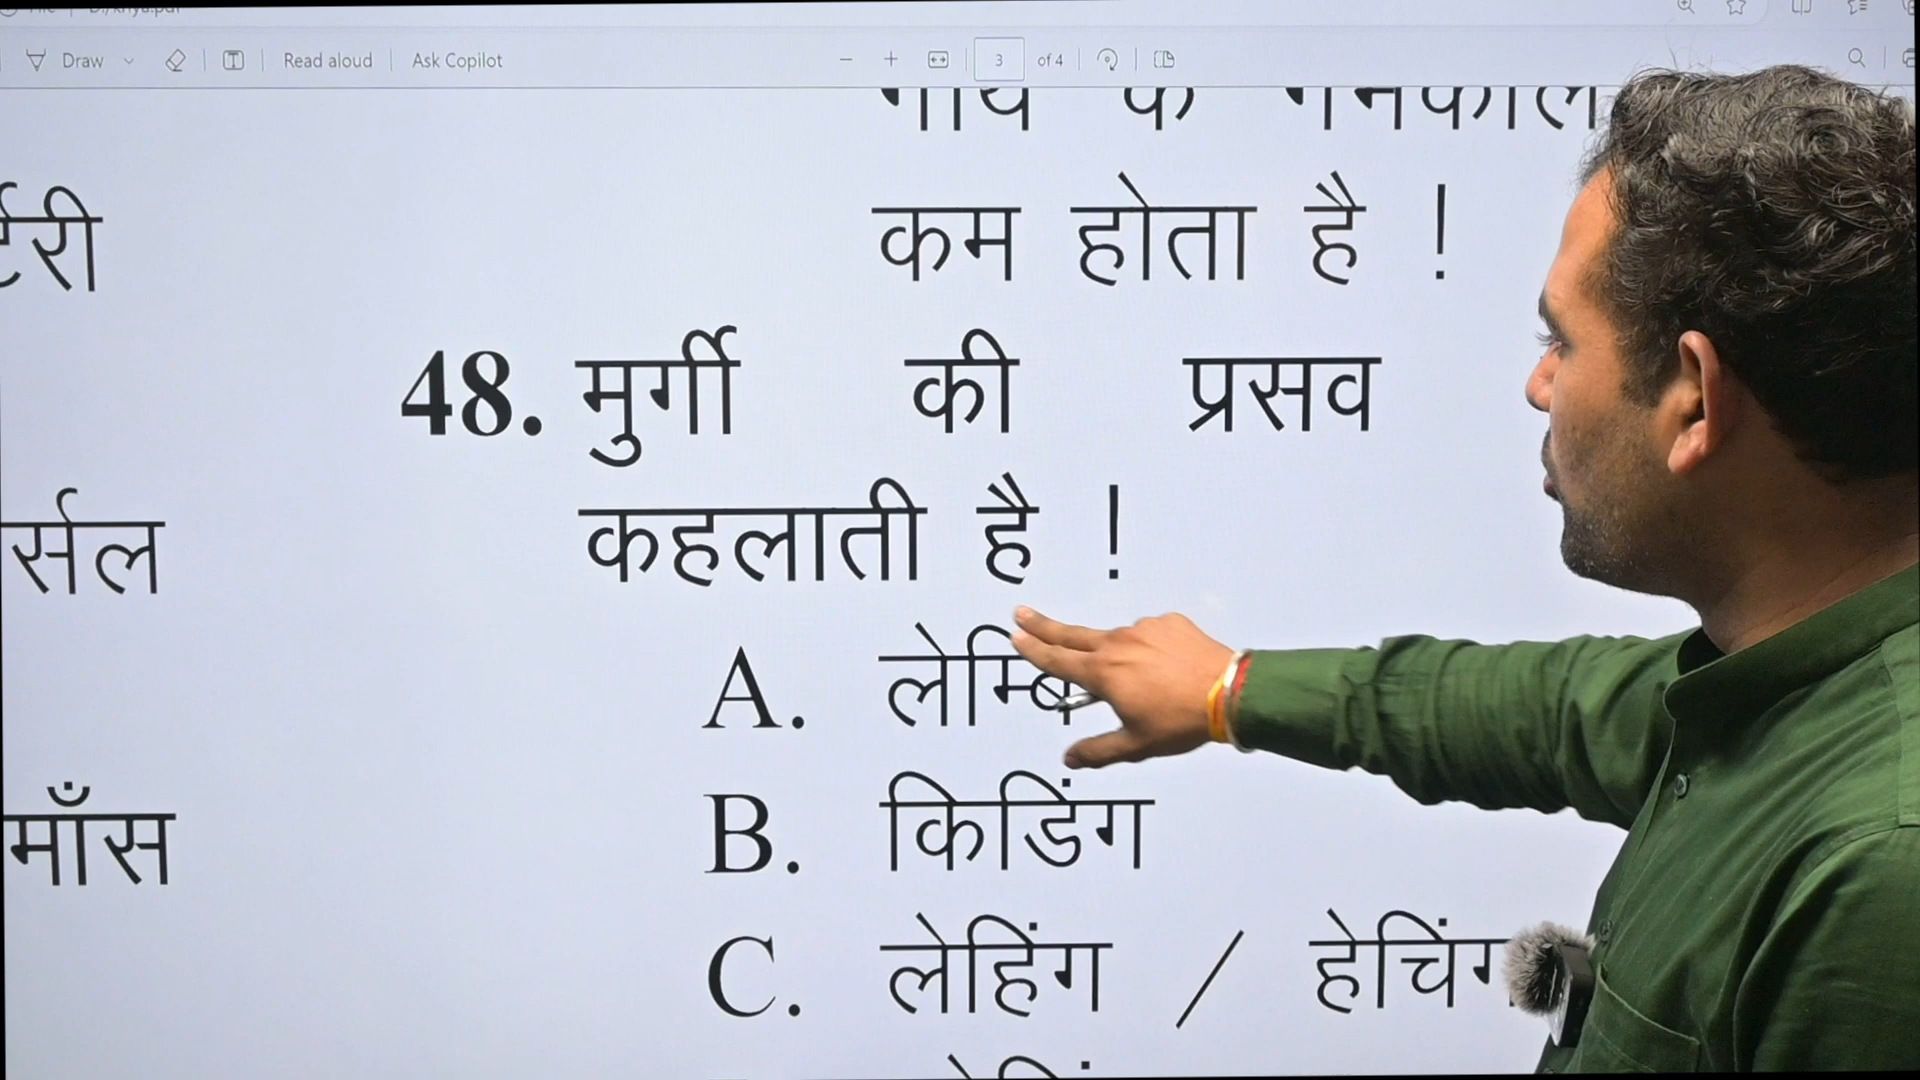 Draw
Read aloud
Ask Copilot
3 of 4
कम होता है !
र्टरी
48. मुर्गी की प्रसव
कहलाती है !
र्सल
A.
B. किडिंग
माँस
C. लेहिंग / हेचिंग